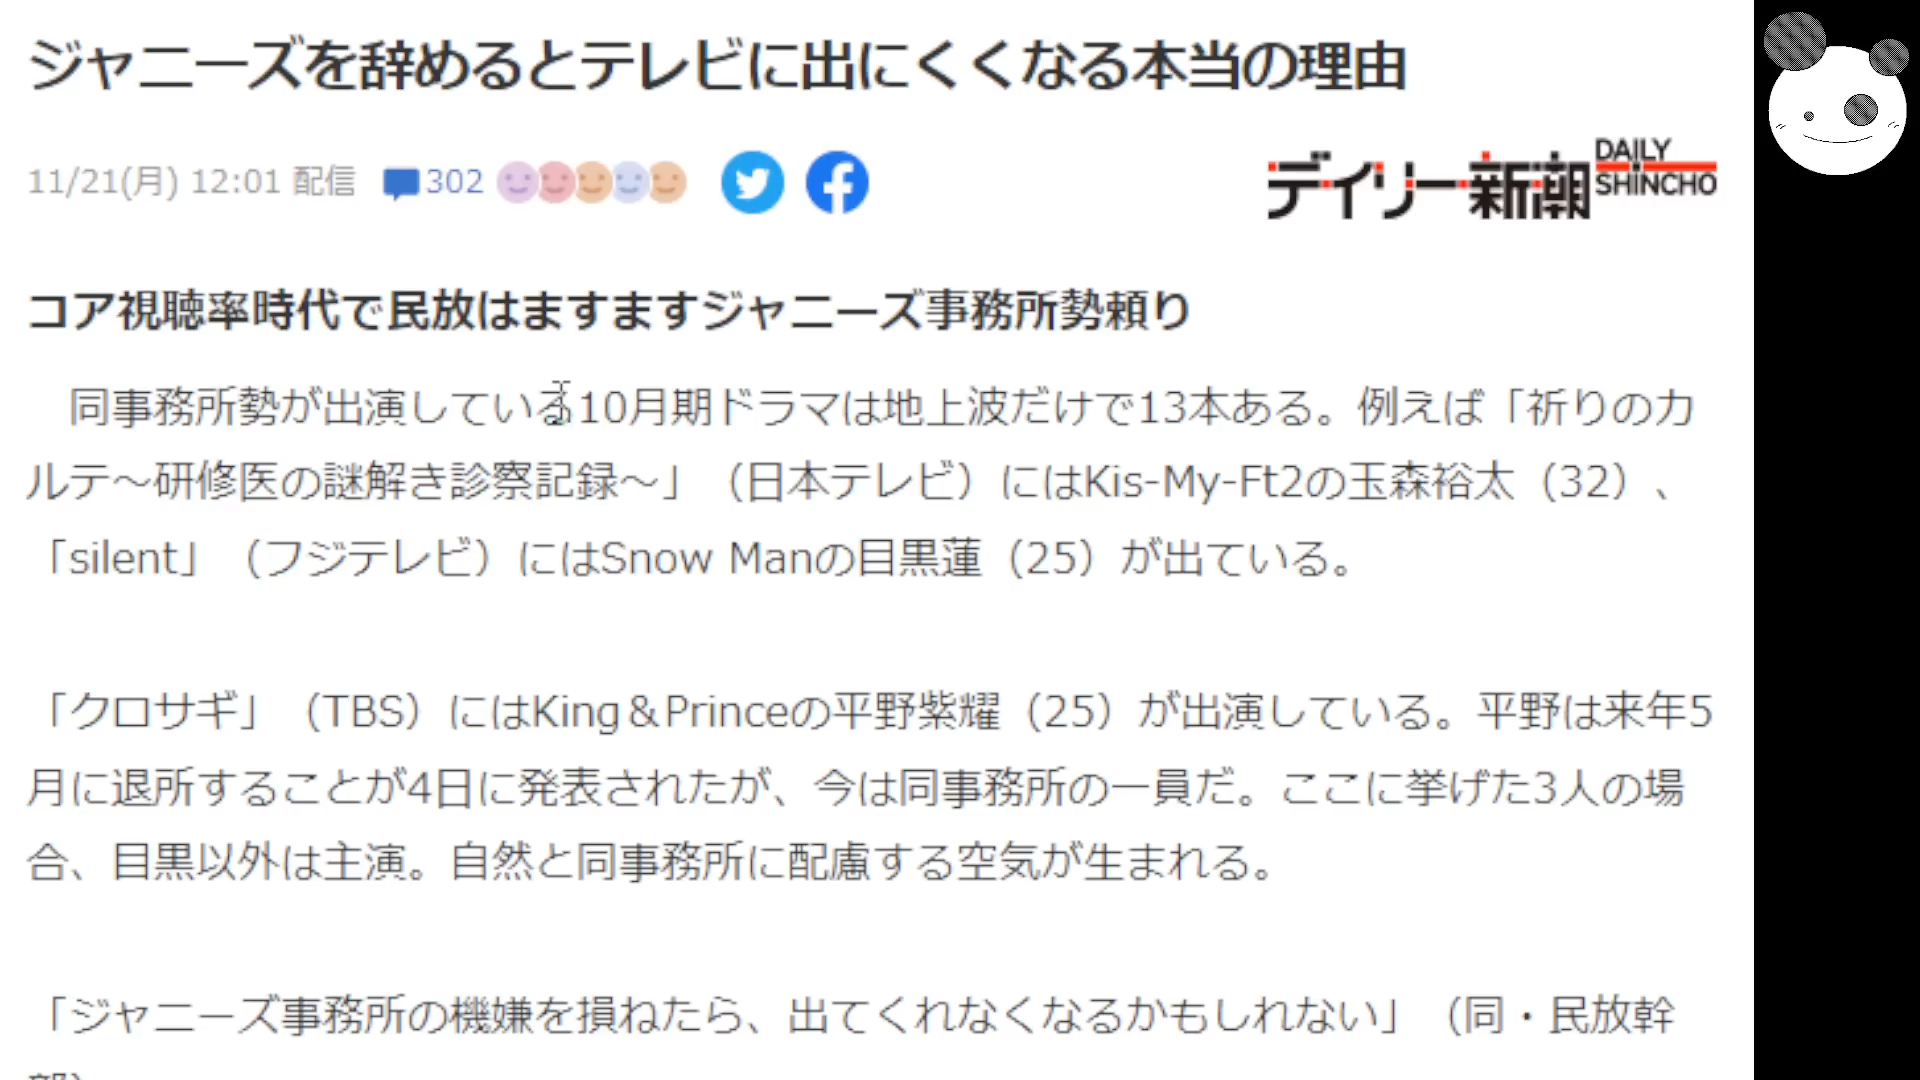 ジャニーズを辞めるとテレビに出にくくなる本当の理由
11/21(月) 12:01 配信 302
デイリー新潮 DAILY SHINCHO
コア視聴率時代で民放はますますジャニーズ事務所勢頼り
同事務所勢が出演している10月期ドラマは地上波だけで13本ある。例えば「祈りのカ
ルテ～研修医の謎解き診察記録～」（日本テレビ）にはKis-My-Ft2の玉森裕太（32）、
「silent」（フジテレビ）にはSnow Manの目黒蓮（25）が出ている。
「クロサギ」（TBS）にはKing＆Princeの平野紫耀（25）が出演している。平野は来年5
月に退所することが4日に発表されたが、今は同事務所の一員だ。ここに挙げた3人の場
合、目黒以外は主演。自然と同事務所に配慮する空気が生まれる。
「ジャニーズ事務所の機嫌を損ねたら、出てくれなくなるかもしれない」（同・民放幹